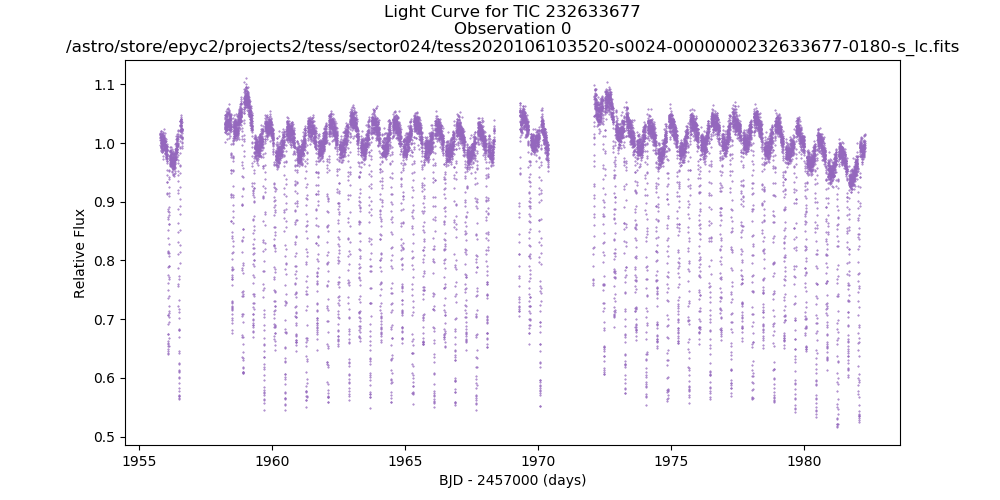 Light Curve for TIC 232633677
Observation 0
/astro/store/epyc2/projects2/tess/sector024/tess2020106103520-s0024-0000000232633677-0180-s_lc.fits
1.1
1.0
0.9
0.8
0.7
0.6
0.5
Relative Flux
1955
1960
1965
1970
1975
1980
BJD - 2457000 (days)